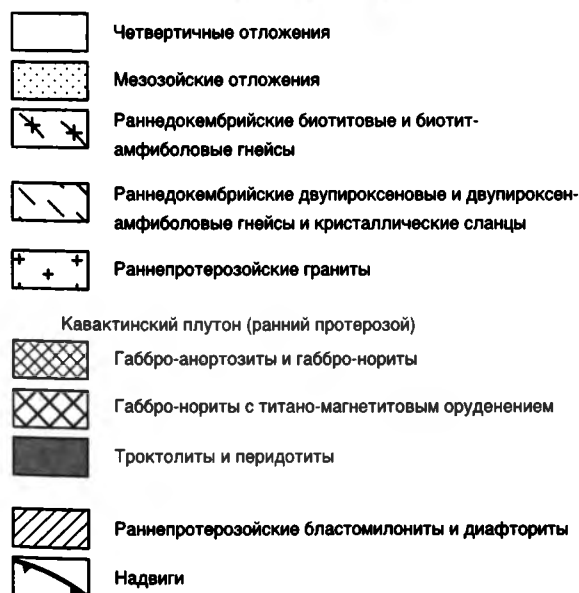 Четвертичные отложения
Мезозойские отложения
Раннедокембрийские биотитовые и биотит-
амфиболовые гнейсы
Раннедокембрийские двупироксеновые и двупироксен-
амфиболовые гнейсы и кристаллические сланцы
Раннепротерозойские граниты
Кавактинский плутон (ранний протерозой)
Габбро-анортозиты и габбро-нориты
Габбро-нориты с титано-магнетитовым оруденением
Троктолиты и перидотиты
Раннепротерозойские бластомилониты и диафториты
Надвиги